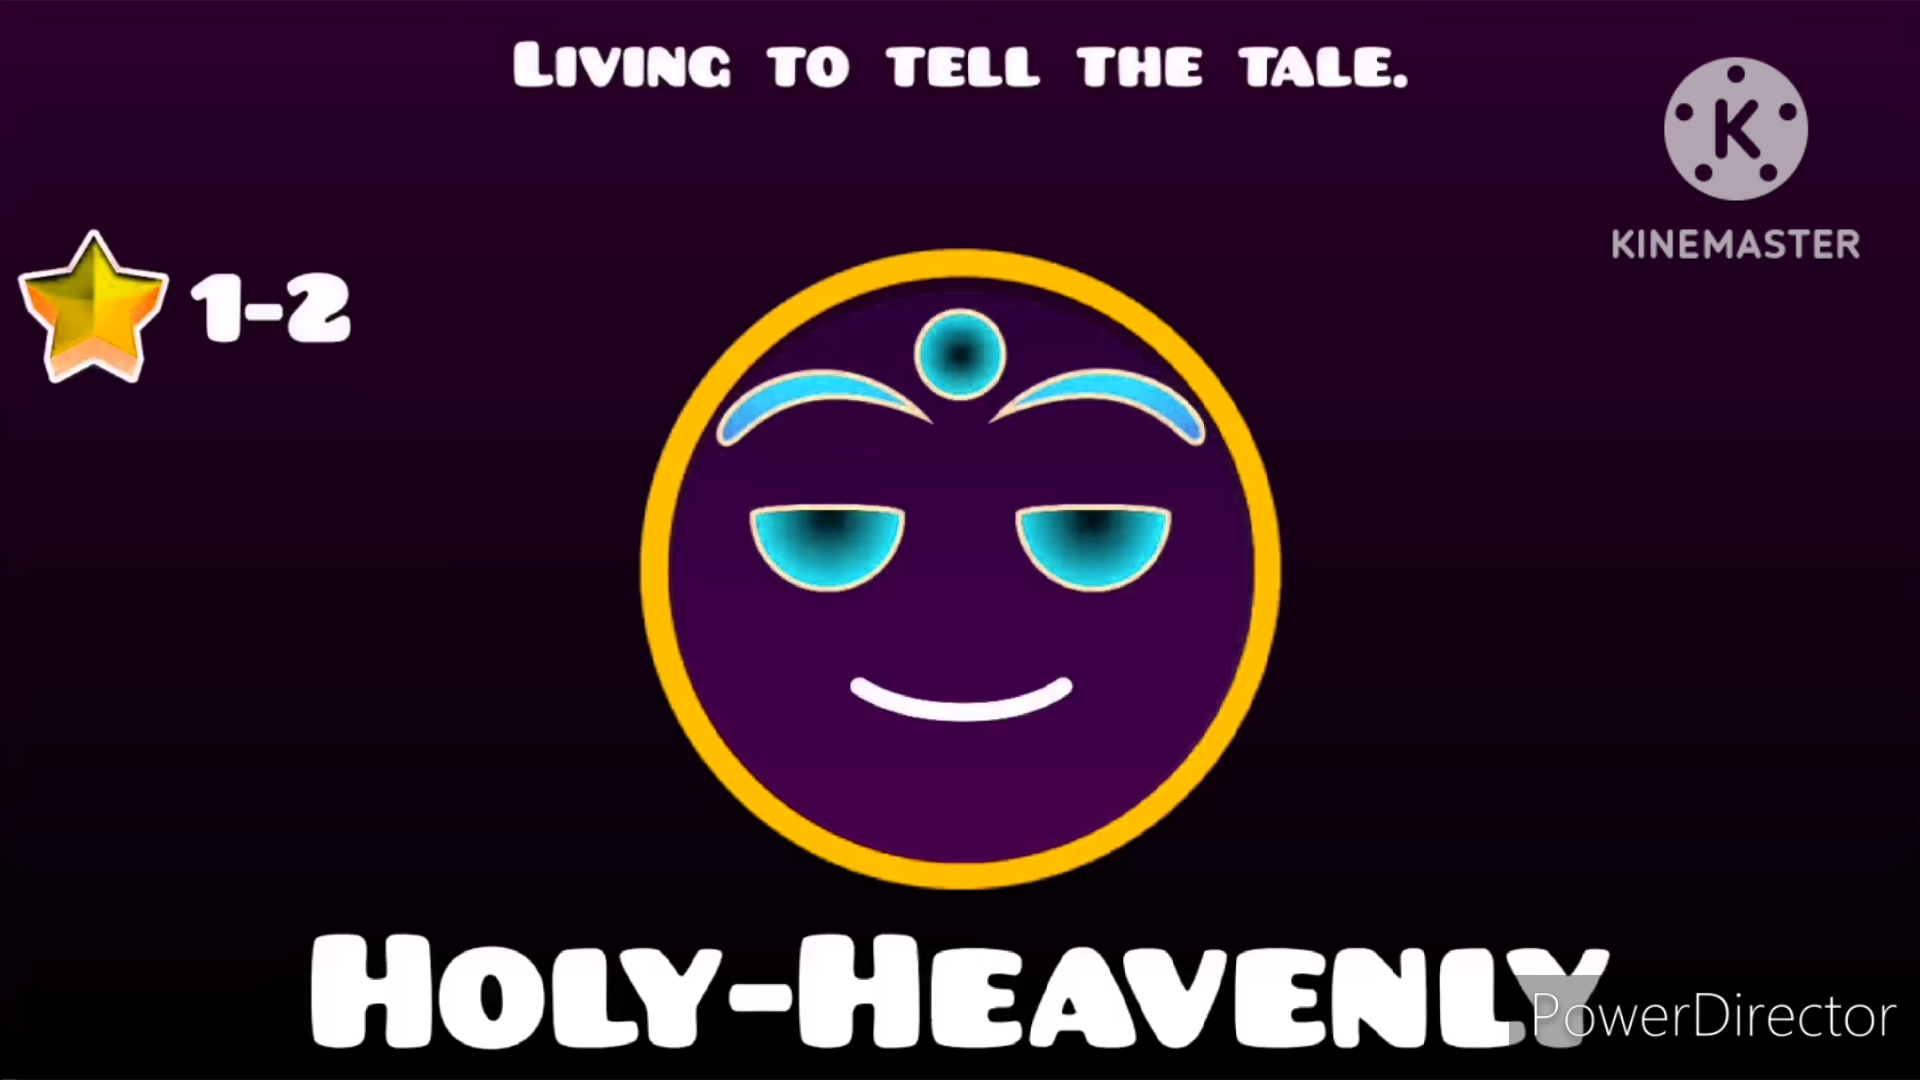 LIVING TO TELL THE TALE.
K
KINEMASTER
1-2
HOLY-HEAVENLY
PowerDirector